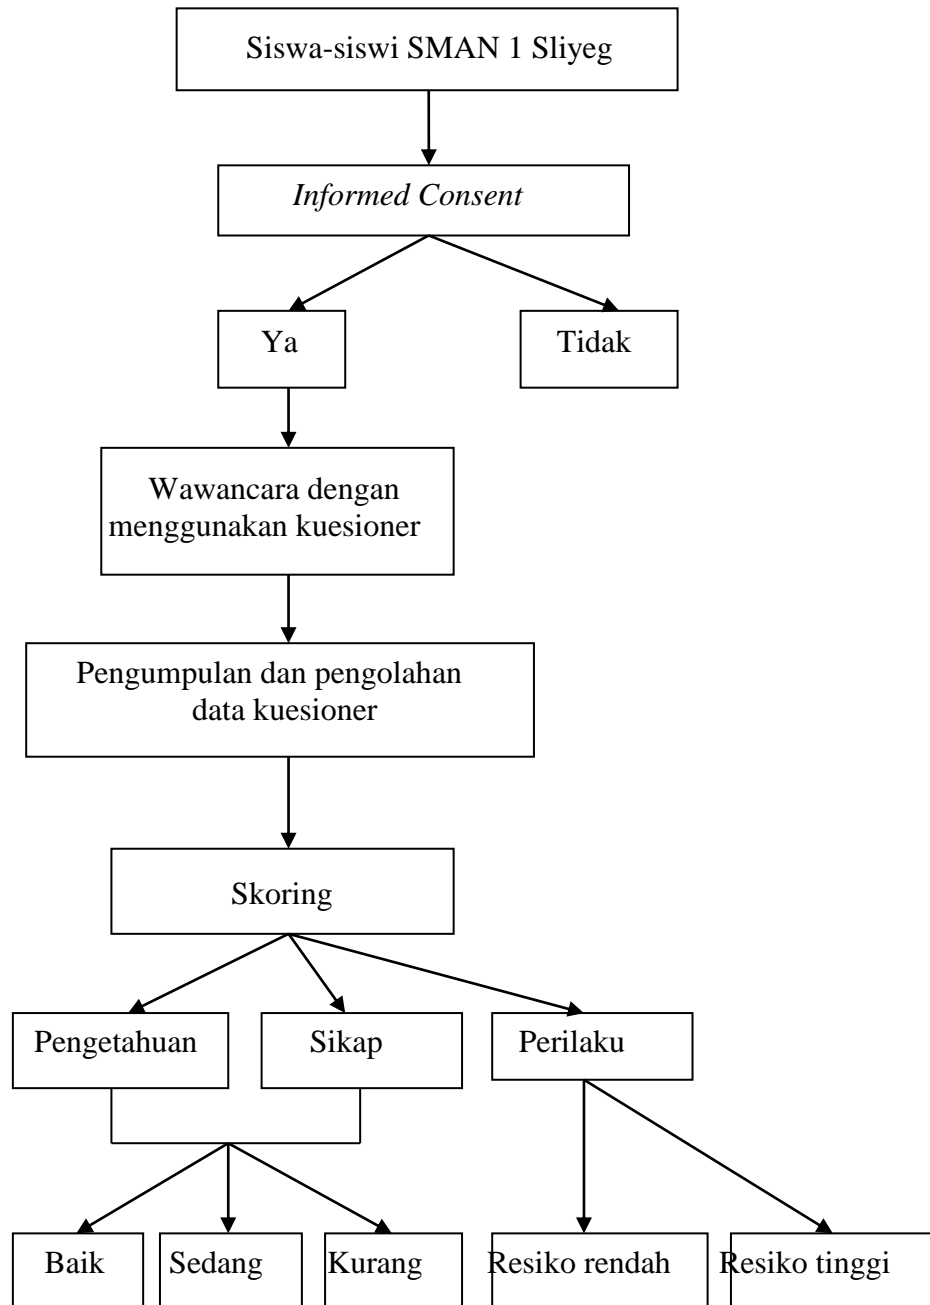 Siswa-siswi SMAN 1 Sliyeg
Informed Consent
Ya
Tidak
Wawancara dengan
menggunakan kuesioner
Pengumpulan dan pengolahan
data kuesioner
Skoring
Pengetahuan
Sikap
Perilaku
Baik
Sedang
Kurang
Resiko rendah
Resiko tinggi